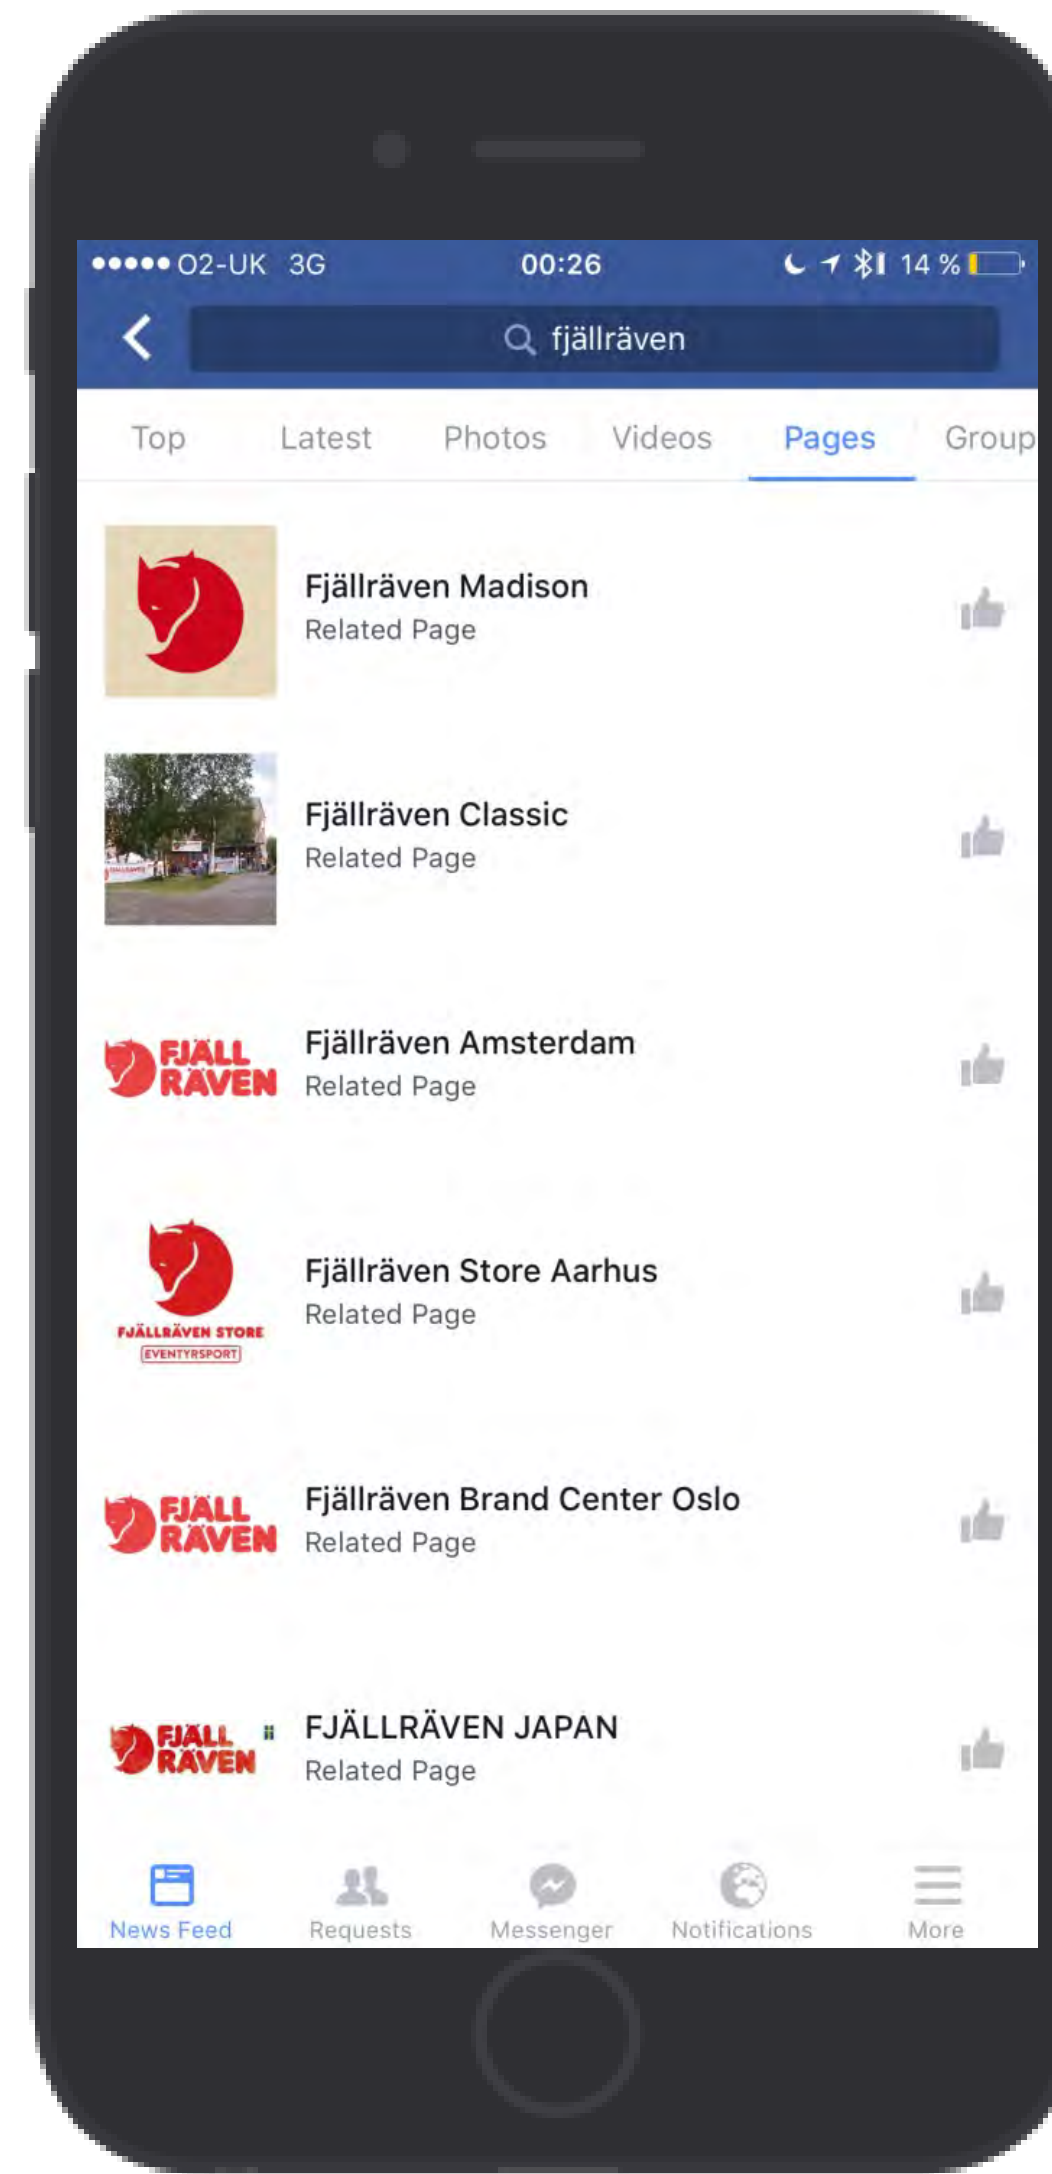 O2-UK 3G 00:26 14 %
fjällräven
Top Latest Photos Videos Pages Group
Fjällräven Madison
Related Page
Fjällräven Classic
Related Page
FJÄLL
RÄVEN
Fjällräven Amsterdam
Related Page
FJÄLLRÄVEN STORE
EVENTYRSPORT
Fjällräven Store Aarhus
Related Page
FJÄLL
RÄVEN
Fjällräven Brand Center Oslo
Related Page
FJÄLL
RÄVEN
FJÄLLRÄVEN JAPAN
Related Page
News Feed Requests Messenger Notifications More